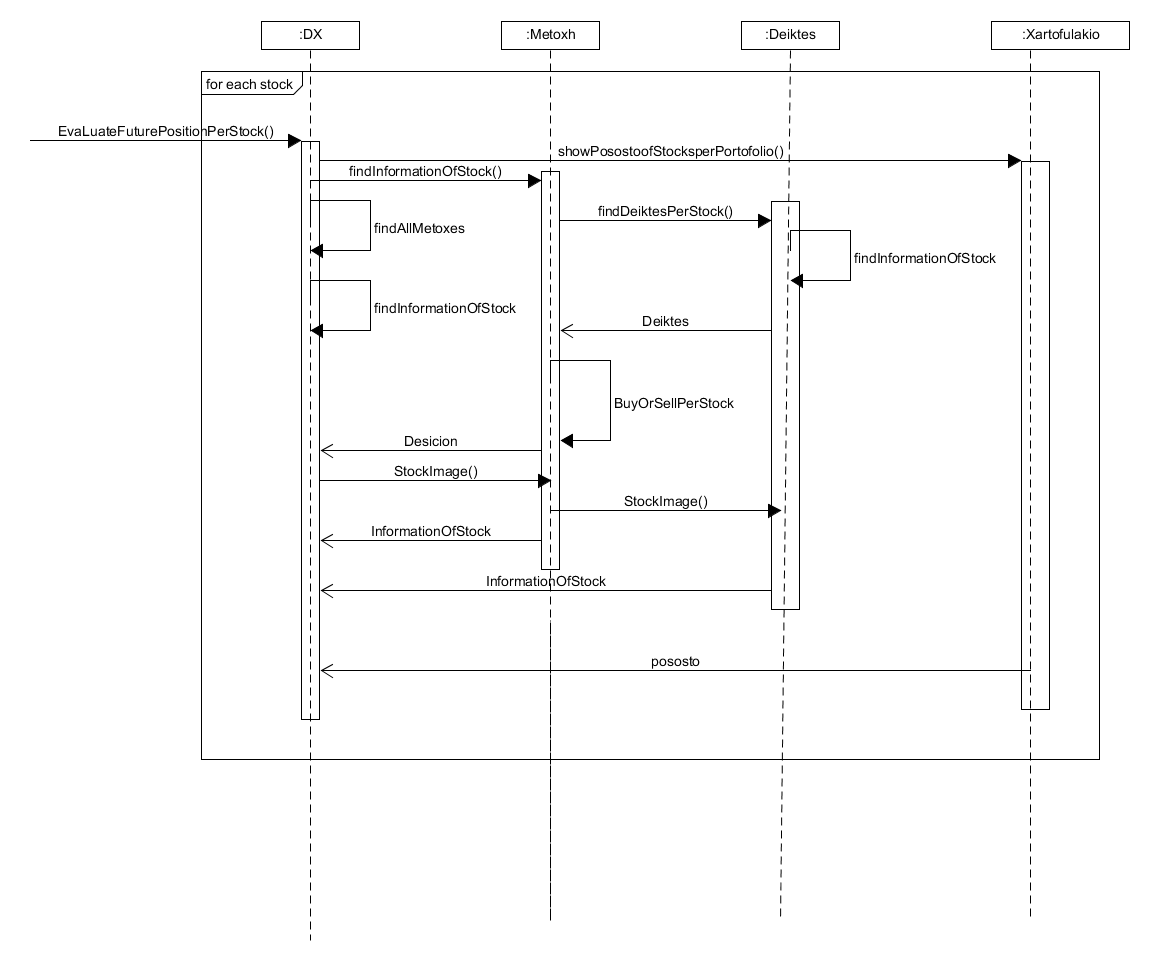 :DX
:Metoxh
:Deiktes
:Xartofulakio
for each stock
EvaLuateFuturePositionPerStock()
showPosostoofStocksperPortofolio()
findInformationOfStock()
findDeiktesPerStock()
findAllMetoxes
findInformationOfStock
findInformationOfStock
Deiktes
BuyOrSellPerStock
Desicion
StockImage()
StockImage()
InformationOfStock
InformationOfStock
pososto